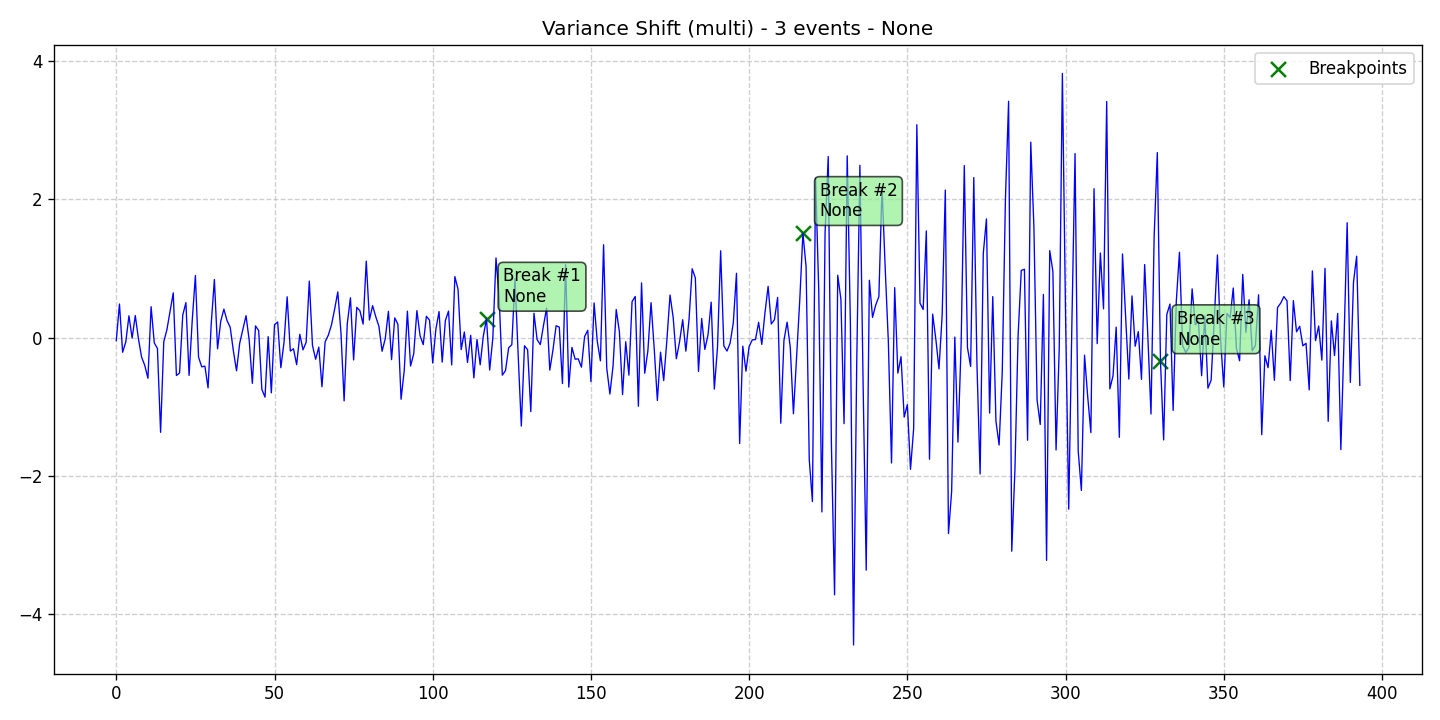 Variance Shift (multi) - 3 events - None
Breakpoints
4
2
0
−2
−4
Break #1
None
Break #2
None
Break #3
None
0
50
100
150
200
250
300
350
400